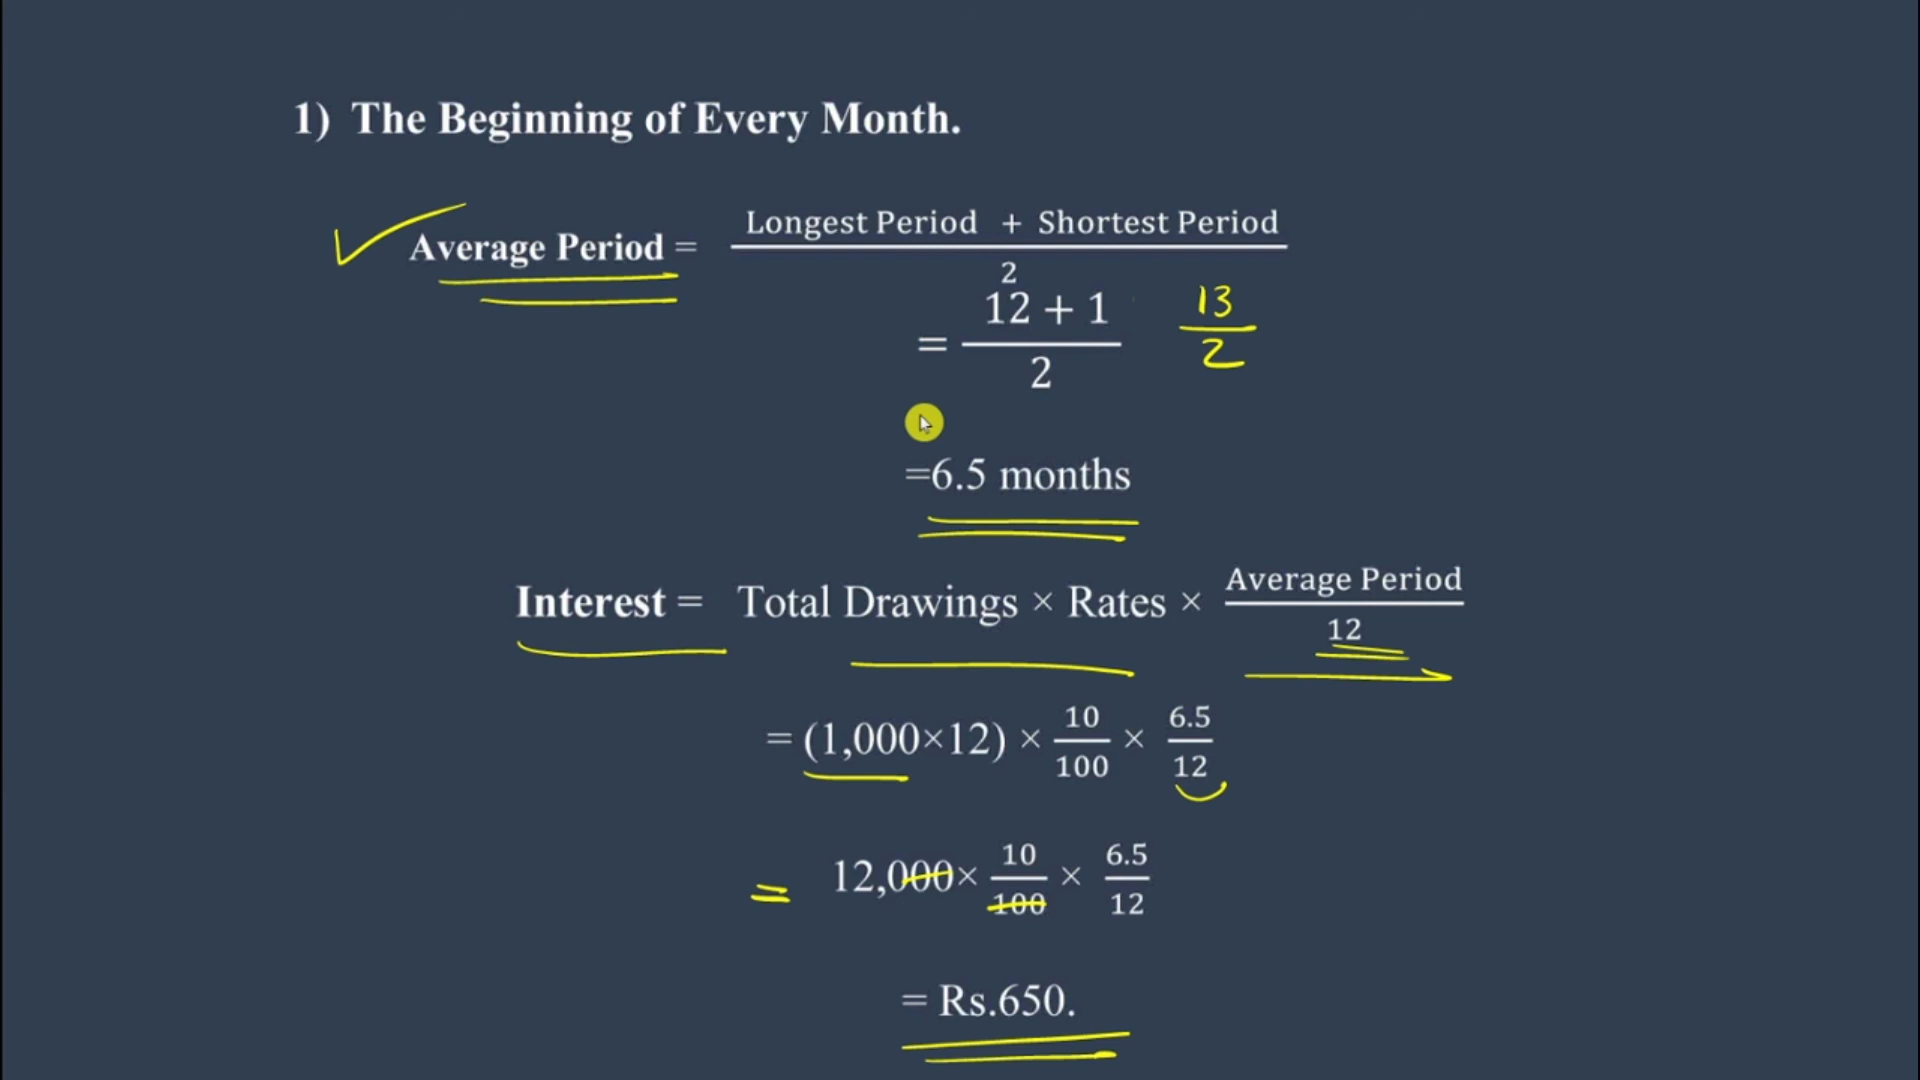 1) The Beginning of Every Month.
Average Period = Longest Period + Shortest Period
2
= 12 + 1
2
13
2
=6.5 months
Interest = Total Drawings × Rates × Average Period
12
= (1,000×12) × 10/100 × 6.5/12
= 12,000× 10/100 × 6.5/12
= Rs.650.